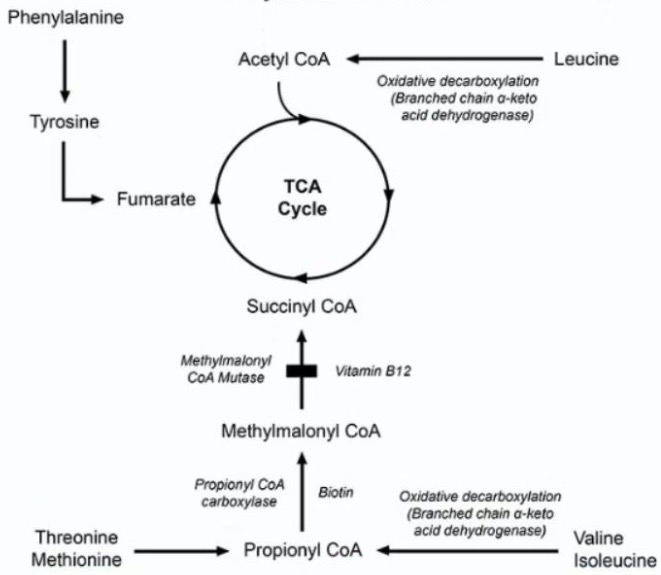 Phenylalanine
Acetyl CoA
Leucine
Oxidative decarboxylation
(Branched chain α-keto
acid dehydrogenase)
Tyrosine
TCA
Cycle
Fumarate
Succinyl CoA
Methylmalonyl
CoA Mutase
Vitamin B12
Methylmalonyl CoA
Propionyl CoA
carboxylase
Biotin
Oxidative decarboxylation
(Branched chain α-keto
acid dehydrogenase)
Threonine
Methionine
Propionyl CoA
Valine
Isoleucine